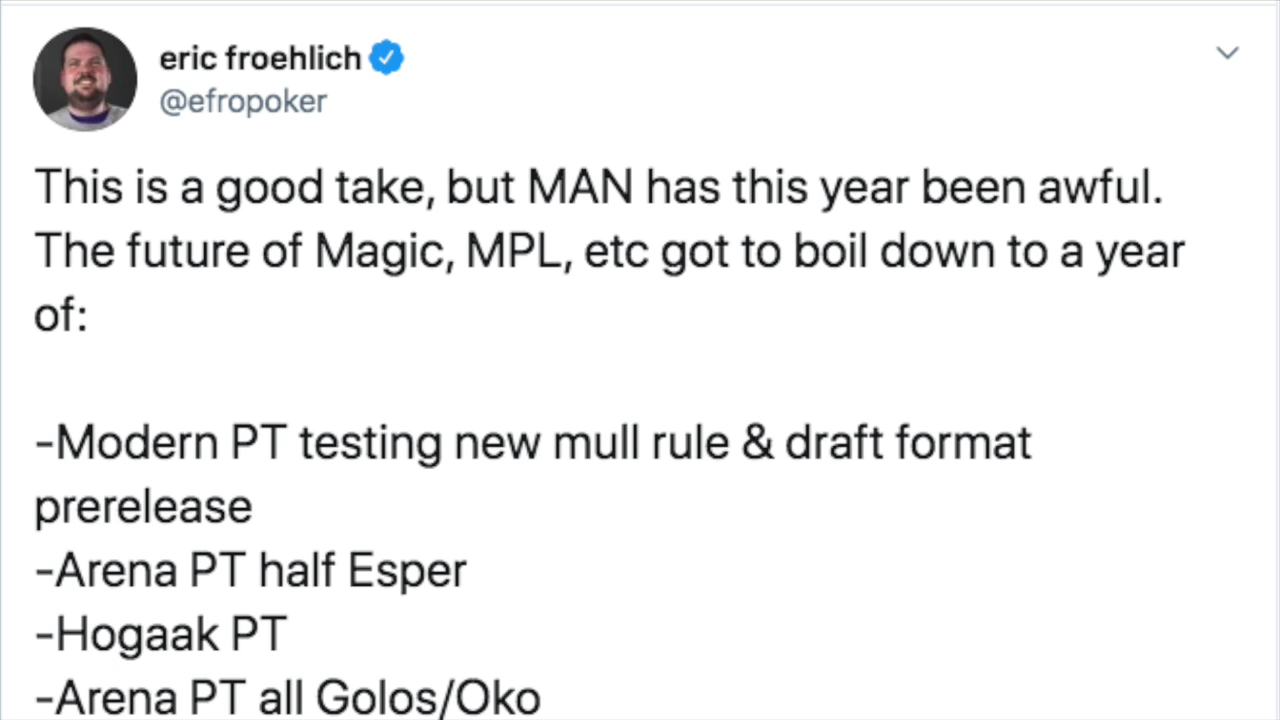 eric froehlich
@efropoker
This is a good take, but MAN has this year been awful.
The future of Magic, MPL, etc got to boil down to a year
of:
-Modern PT testing new mull rule & draft format
prerelease
-Arena PT half Esper
-Hogaak PT
-Arena PT all Golos/Oko